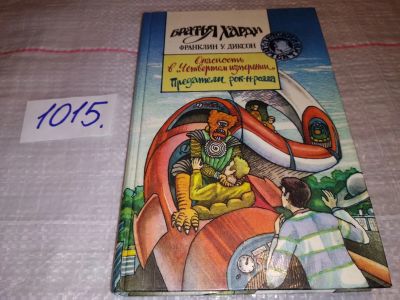 1015.
БРАТЬЯ ХАРДИ
ФРАНКЛИН У. ДИКСОН
Опасность
в „Четвертом измерении“
Предатели рок-н-ролла